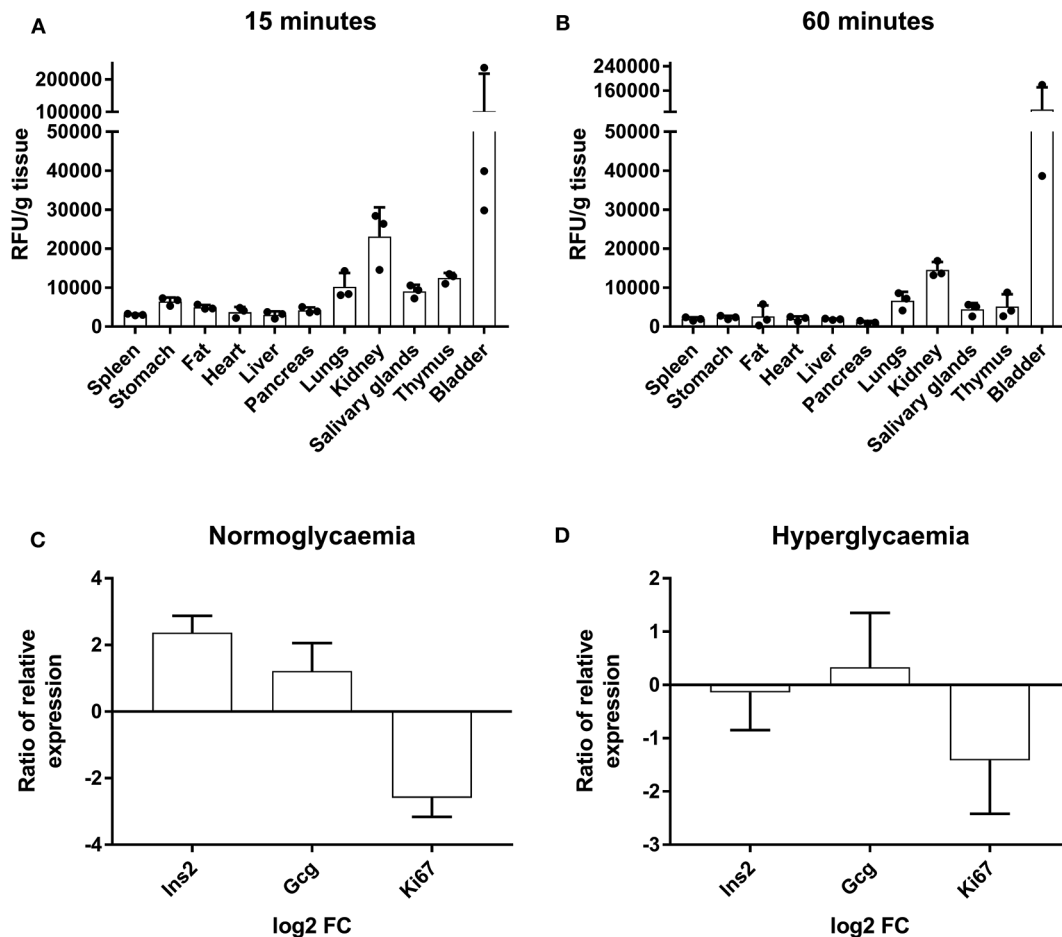 A
15 minutes
RFU/g tissue
200000
100000
50000
40000
30000
20000
10000
0
Spleen
Stomach
Fat
Heart
Liver
Pancreas
Lungs
Kidney
Salivary glands
Thymus
Bladder
B
60 minutes
RFU/g tissue
240000
160000
50000
40000
30000
20000
10000
0
Spleen
Stomach
Fat
Heart
Liver
Pancreas
Lungs
Kidney
Salivary glands
Thymus
Bladder
C
Normoglycaemia
Ratio of relative
expression
4
2
0
-2
-4
Ins2
Gcg
Ki67
log2 FC
D
Hyperglycaemia
Ratio of relative
expression
2
1
0
-1
-2
-3
Ins2
Gcg
Ki67
log2 FC